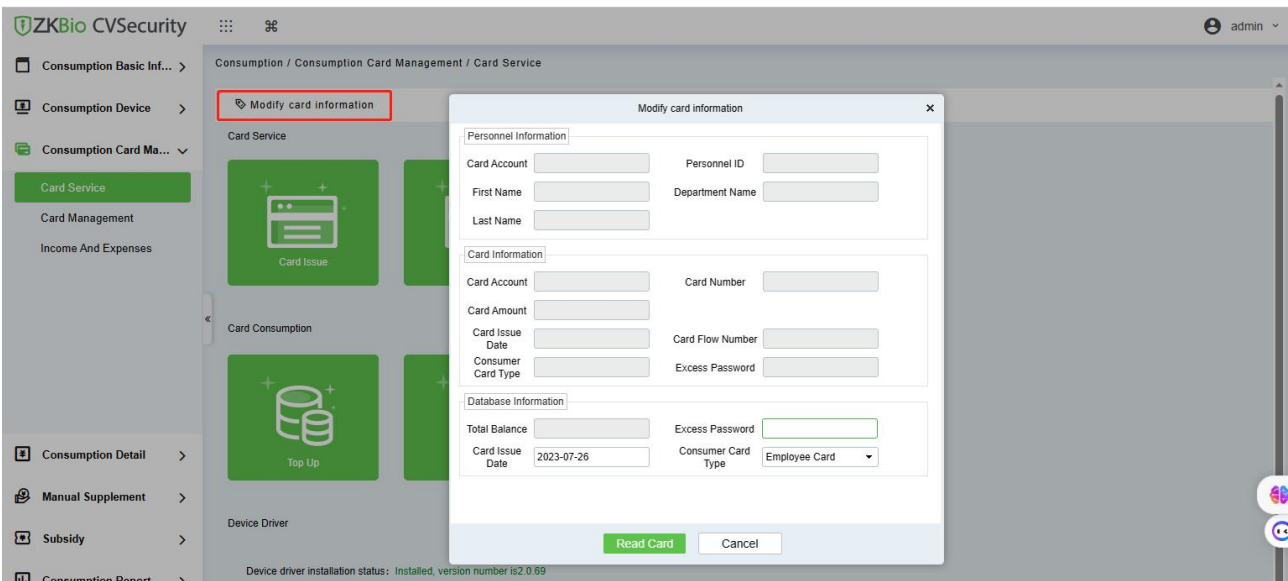 ZKBio CVSecurity
admin
Consumption Basic Inf...
Consumption Device
Consumption Card Ma...
Card Service
Card Management
Income And Expenses
Consumption Detail
Manual Supplement
Subsidy
Consumption Report
Consumption / Consumption Card Management / Card Service
Modify card information
Card Service
Card Issue
Card Consumption
Top Up
Device Driver
Device driver installation status: Installed, version number is2.0.69
Modify card information
Personnel Information
Card Account Personnel ID
First Name Department Name
Last Name
Card Information
Card Account Card Number
Card Amount
Card Issue Date Card Flow Number
Consumer Card Type Excess Password
Database Information
Total Balance Excess Password
Card Issue Date 2023-07-26 Consumer Card Type Employee Card
Read Card Cancel